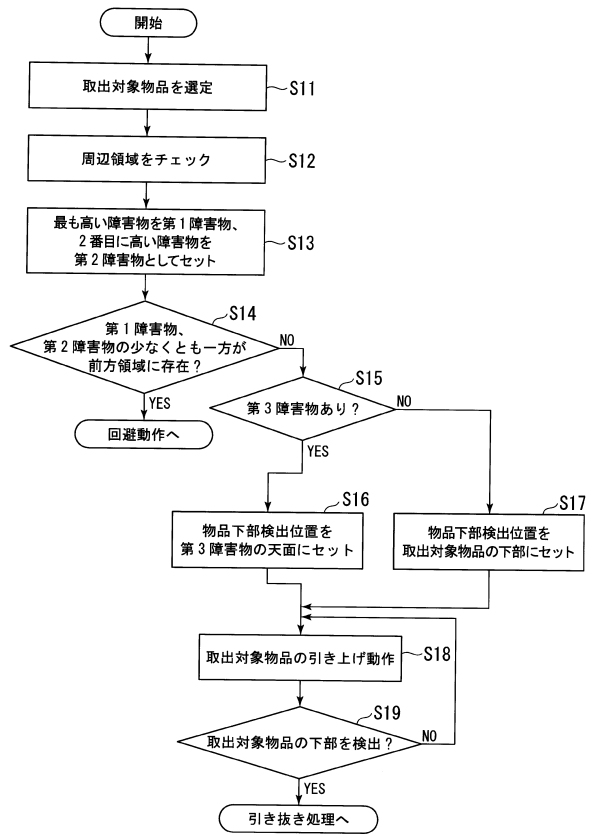 開始
取出対象物品を選定
S11
周辺領域をチェック
S12
最も高い障害物を第1障害物、
2番目に高い障害物を
第2障害物としてセット
S13
第1障害物、
第2障害物の少なくとも一方が
前方領域に存在?
S14
NO
YES
回避動作へ
第3障害物あり?
S15
NO
YES
物品下部検出位置を
第3障害物の天面にセット
S16
物品下部検出位置を
取出対象物品の下部にセット
S17
取出対象物品の引き上げ動作
S18
取出対象物品の下部を検出?
S19
NO
YES
引き抜き処理へ